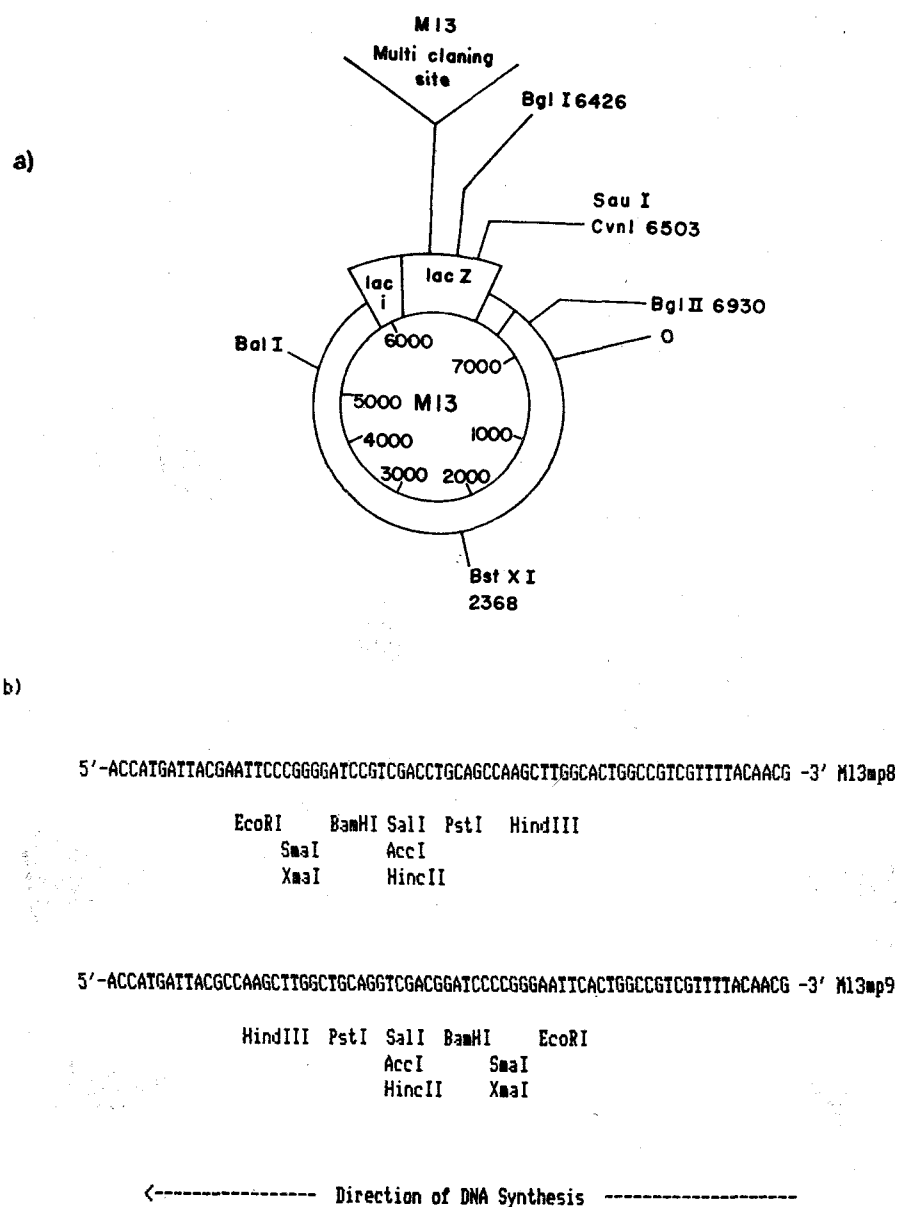 a)
M13
Multi cloning
site
Bgl I 6426
Sau I
CvnI 6503
lac
i
lac Z
Bgl II 6930
O
Bal I
6000
7000
5000
M13
4000
1000
3000
2000
Bst X I
2368
b)
5'-ACCATGATTACGAATTCCCGGGGATCCGTCGACCTGCAGCCAAGCTTGGCACTGGCCGTCGTTTTACAACG -3' M13mp8
EcoRI BamHI SalI PstI HindIII
SmaI AccI
XmaI HincII
5'-ACCATGATTACGCCAAGCTTGGCTGCAGGTCGACGGATCCCCGGGAATTCACTGGCCGTCGTTTTACAACG -3' M13mp9
HindIII PstI SalI BamHI EcoRI
AccI SmaI
HincII XmaI
<----------------- Direction of DNA Synthesis --------------------